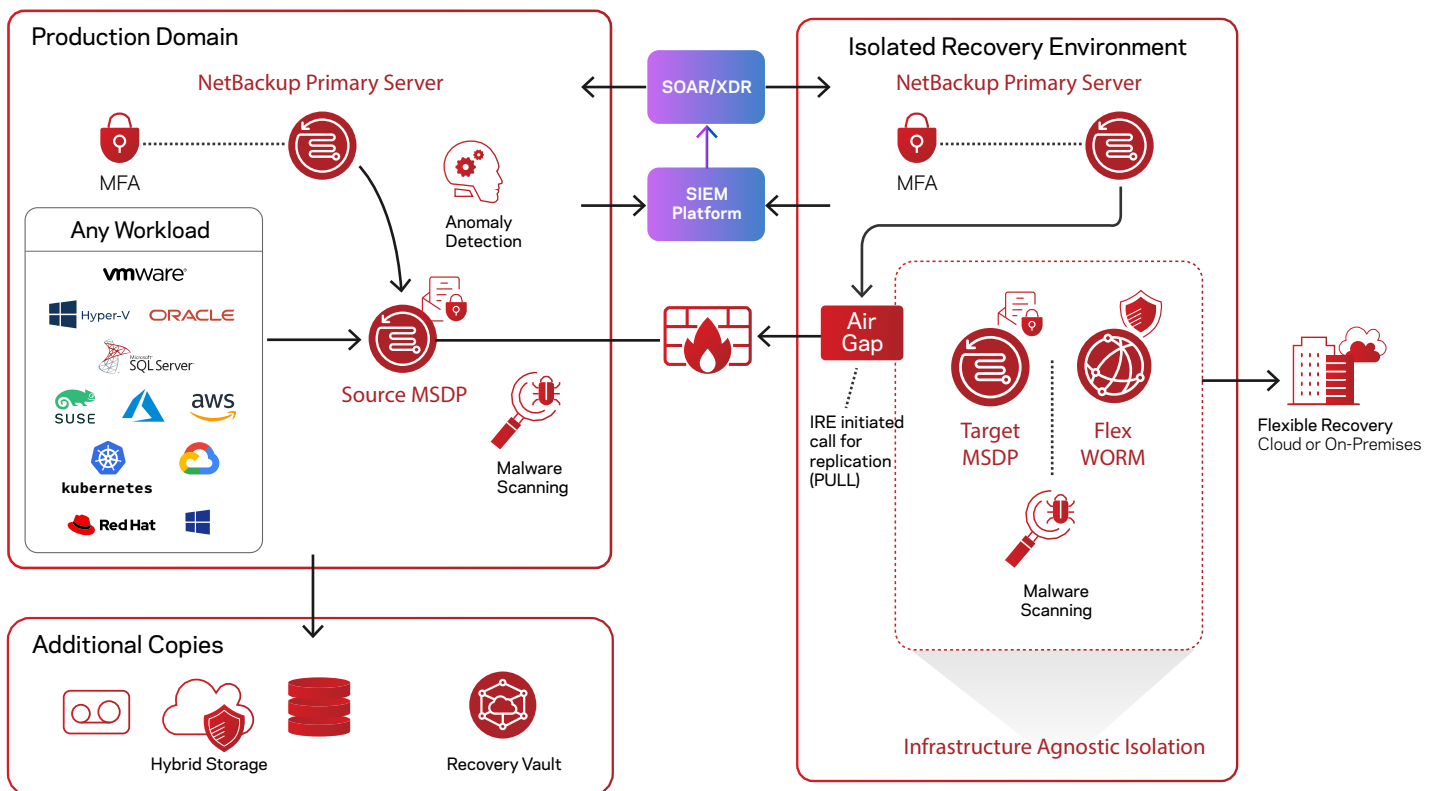 Production Domain
NetBackup Primary Server
MFA
Anomaly
Detection
Any Workload
vmware®
Hyper-V
ORACLE
Microsoft
SQL Server
SUSE
aws
kubernetes
Red Hat
Source MSDP
Malware
Scanning
SOAR/XDR
SIEM
Platform
Isolated Recovery Environment
NetBackup Primary Server
MFA
Air
Gap
IRE initiated
call for
replication
(PULL)
Target
MSDP
Flex
WORM
Malware
Scanning
Infrastructure Agnostic Isolation
Flexible Recovery
Cloud or On-Premises
Additional Copies
Hybrid Storage
Recovery Vault